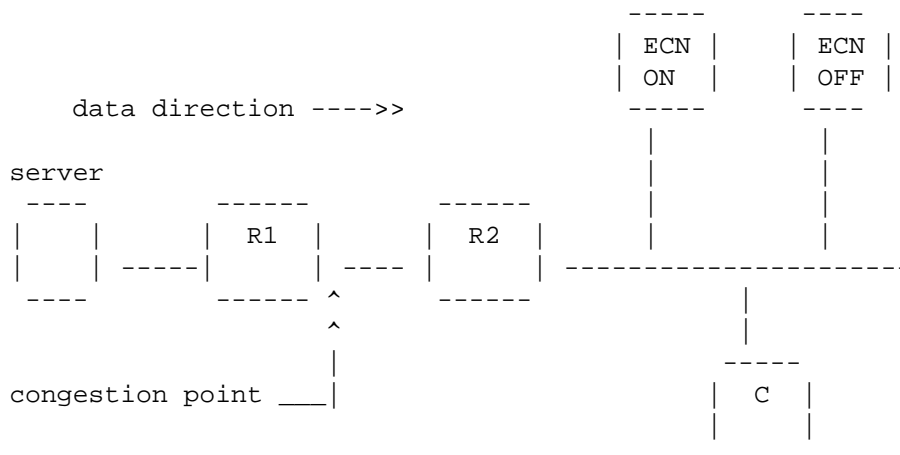 ECN ECN
ON OFF
data direction ---->>
server
R1 R2
congestion point
C